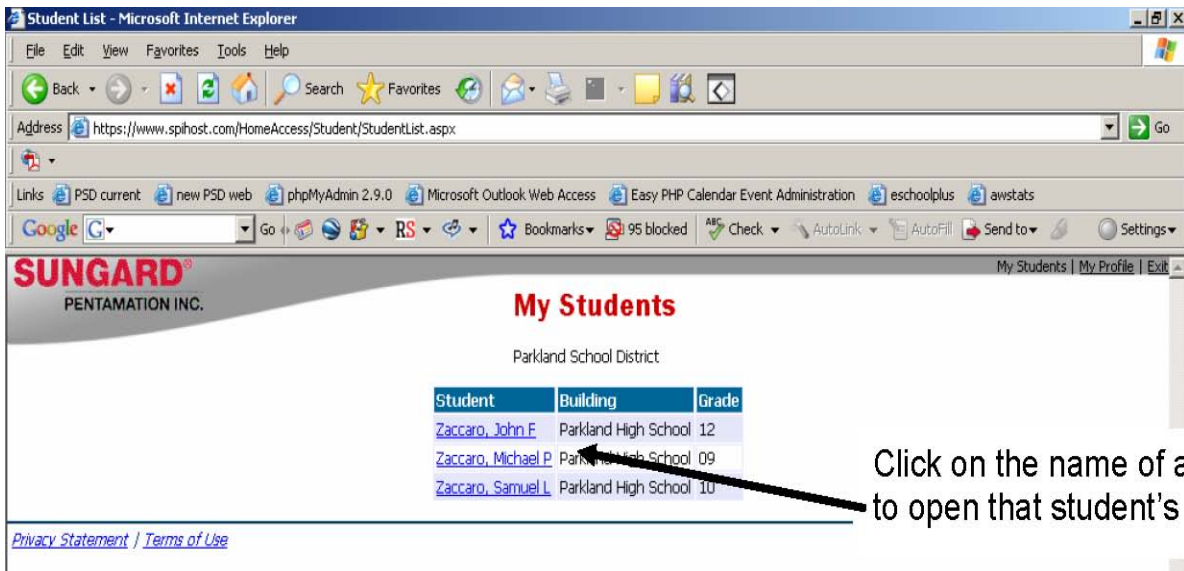 Student List - Microsoft Internet Explorer
File Edit View Favorites Tools Help
Back Search Favorites
Address https://www.spihost.com/HomeAccess/Student/StudentList.aspx Go
Links PSD current new PSD web phpMyAdmin 2.9.0 Microsoft Outlook Web Access Easy PHP Calendar Event Administration eschoolplus awstats
Google G Go RS Bookmarks 95 blocked ABC Check AutoLink AutoFill Send to Settings
My Students | My Profile | Exit
SUNGARD®
PENTAMATION INC.
My Students
Parkland School District
Student Building Grade
Zaccaro, John F Parkland High School 12
Zaccaro, Michael P Parkland High School 09
Zaccaro, Samuel L Parkland High School 10
Click on the name of a
to open that student's
Privacy Statement / Terms of Use